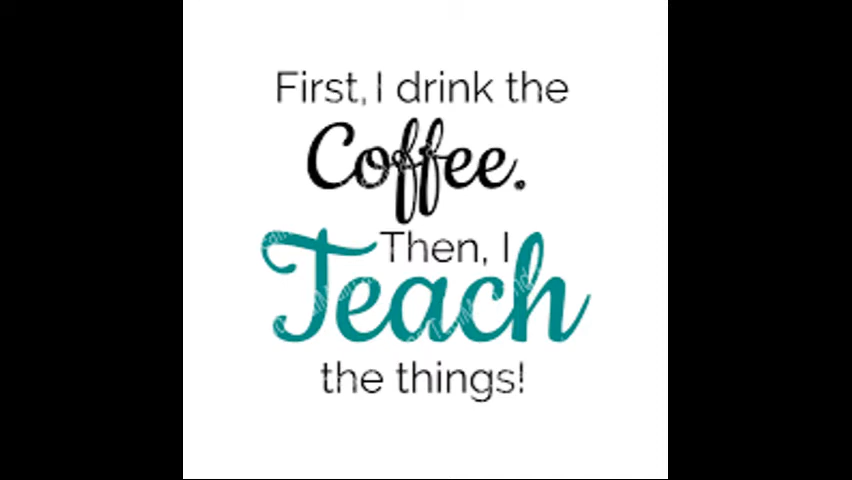 First, I drink the
Coffee.
Then, I
Teach
the things!